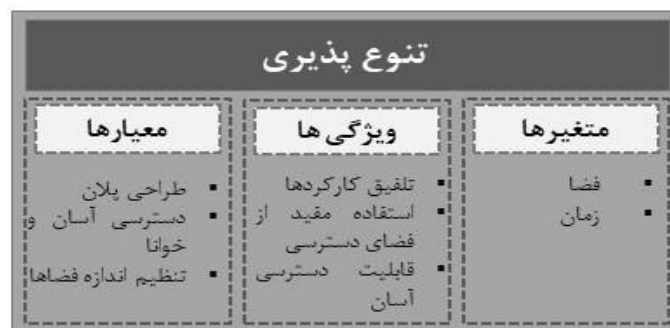 تنوع پذیری
متغیرها
▪ فضا
▪ زمان
ویژگی ها
▪ تلفیق کارکردها
▪ استفاده مفید از
فضای دسترسی
▪ قابلیت دسترسی
آسان
معیارها
▪ طراحی پلان
▪ دسترسی آسان و
خوانا
▪ تنظیم اندازه فضاها